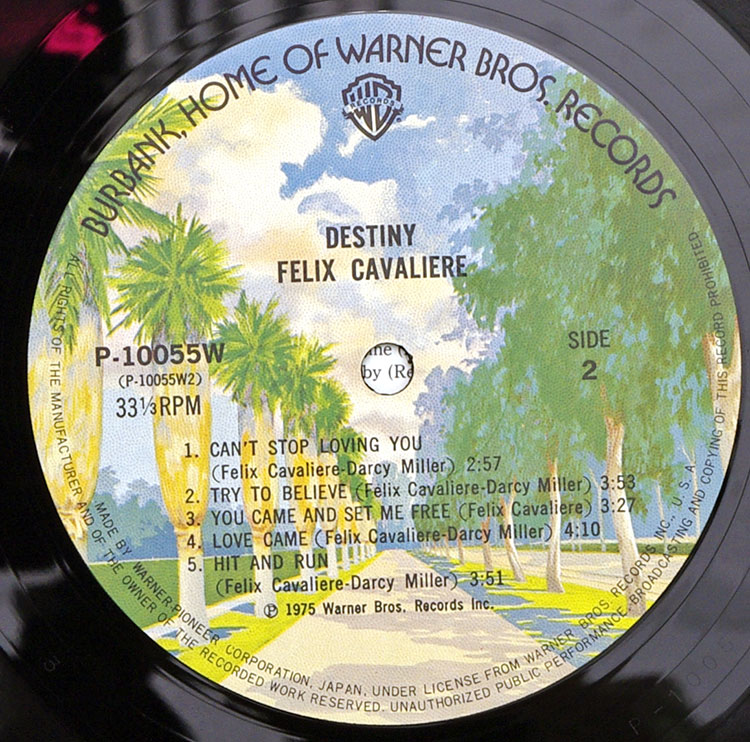 BURBANK, HOME OF WARNER BROS. RECORDS
RECORDS
DESTINY
FELIX CAVALIERE
P-10055W
(P-10055W2)
33⅓ RPM
SIDE
2
by (Re
1. CAN'T STOP LOVING YOU
(Felix Cavaliere-Darcy Miller) 2:57
2. TRY TO BELIEVE (Felix Cavaliere-Darcy Miller) 3:53
3. YOU CAME AND SET ME FREE (Felix Cavaliere) 3:27
4. LOVE CAME (Felix Cavaliere-Darcy Miller) 4:10
5. HIT AND RUN
(Felix Cavaliere-Darcy Miller) 3:51
Ⓟ 1975 Warner Bros. Records Inc.
MADE BY WARNER-PIONEER CORPORATION, JAPAN, UNDER LICENSE FROM WARNER BROS. RECORDS INC., U.S.A.
ALL RIGHTS OF THE MANUFACTURER AND OF THE OWNER OF THE RECORDED WORK RESERVED. UNAUTHORIZED PUBLIC PERFORMANCE-BROADCASTING AND COPYING OF THIS RECORD PROHIBITED